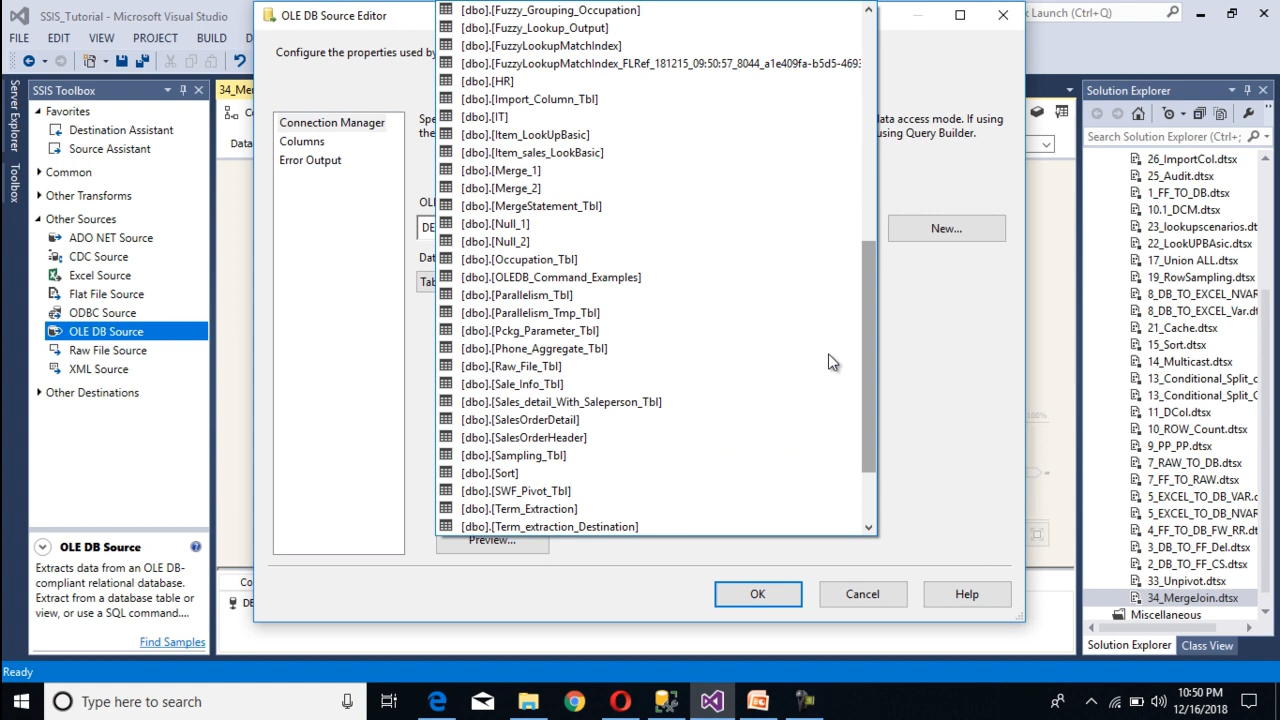 SSIS_Tutorial - Microsoft Visual Studio
OLE DB Source Editor
Launch (Ctrl+Q)
FILE EDIT VIEW PROJECT BUILD
SSIS Toolbox
Server Explorer
Toolbox
Favorites
Destination Assistant
Source Assistant
Common
Other Transforms
Other Sources
ADO NET Source
CDC Source
Excel Source
Flat File Source
ODBC Source
OLE DB Source
Raw File Source
XML Source
Other Destinations
OLE DB Source
Extracts data from an OLE DB-
compliant relational database.
Extract data from a database table or
view, or use a SQL command....
Find Samples
Configure the properties used by
Connection Manager
Columns
Error Output
data access mode. If using
using Query Builder.
[dbo].[Fuzzy_Grouping_Occupation]
[dbo].[Fuzzy_Lookup_Output]
[dbo].[FuzzyLookupMatchIndex]
[dbo].[FuzzyLookupMatchIndex_FLRef_181215_09:50:57_8044_a1e409fa-b5d5-4693
[dbo].[HR]
[dbo].[Import_Column_Tbl]
[dbo].[IT]
[dbo].[Item_LookUpBasic]
[dbo].[Item_sales_LookBasic]
[dbo].[Merge_1]
[dbo].[Merge_2]
[dbo].[MergeStatement_Tbl]
[dbo].[Null_1]
[dbo].[Null_2]
[dbo].[Occupation_Tbl]
[dbo].[OLEDB_Command_Examples]
[dbo].[Parallelism_Tbl]
[dbo].[Parallelism_Tmp_Tbl]
[dbo].[Pckg_Parameter_Tbl]
[dbo].[Phone_Aggregate_Tbl]
[dbo].[Raw_File_Tbl]
[dbo].[Sale_Info_Tbl]
[dbo].[Sales_detail_With_Saleperson_Tbl]
[dbo].[SalesOrderDetail]
[dbo].[SalesOrderHeader]
[dbo].[Sampling_Tbl]
[dbo].[Sort]
[dbo].[SWF_Pivot_Tbl]
[dbo].[Term_Extraction]
[dbo].[Term_extraction_Destination]
New...
Preview...
OK Cancel Help
100%
Solution Explorer
Search Solution Explorer (Ctrl+;)
26_ImportCol.dtsx
25_Audit.dtsx
1_FF_TO_DB.dtsx
10.1_DCM.dtsx
23_lookupscenarios.dt
22_LookUPBAsic.dtsx
17_Union ALL.dtsx
19_RowSampling.dtsx
8_DB_TO_EXCEL_NVAR
8_DB_TO_EXCEL_Var.dt
21_Cache.dtsx
15_Sort.dtsx
14_Multicast.dtsx
13_Conditional_Split_c
13_Conditional_Split_c
11_DCol.dtsx
10_ROW_Count.dtsx
9_PP_PP.dtsx
7_RAW_TO_DB.dtsx
7_FF_TO_RAW.dtsx
5_EXCEL_TO_DB_VAR.c
5_EXCEL_TO_DB_NVAR
4_FF_TO_DB_FW_RR.dt
3_DB_TO_FF_Del.dtsx
2_DB_TO_FF_CS.dtsx
33_Unpivot.dtsx
34_MergeJoin.dtsx
Miscellaneous
Solution Explorer Class View
Ready
Type here to search
10:50 PM
12/16/2018